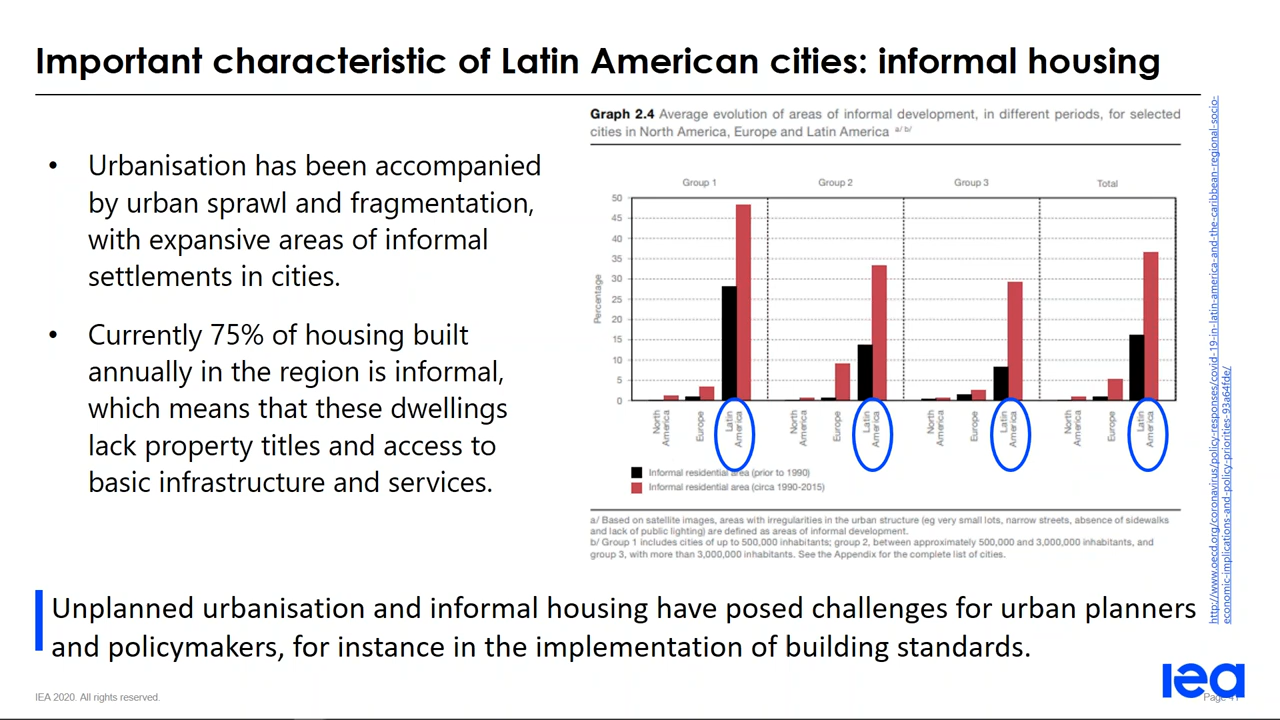 Important characteristic of Latin American cities: informal housing
• Urbanisation has been accompanied
by urban sprawl and fragmentation,
with expansive areas of informal
settlements in cities.
• Currently 75% of housing built
annually in the region is informal,
which means that these dwellings
lack property titles and access to
basic infrastructure and services.
Graph 2.4 Average evolution of areas of informal development, in different periods, for selected
cities in North America, Europe and Latin America a/ b/
Group 1 Group 2 Group 3 Total
Percentage
50
45
40
35
30
25
20
15
10
5
0
North America Europe Latin America North America Europe Latin America North America Europe Latin America North America Europe Latin America
Informal residential area (prior to 1990)
Informal residential area (circa 1990-2015)
a/ Based on satellite images, areas with irregularities in the urban structure (eg very small lots, narrow streets, absence of sidewalks
and lack of public lighting) are defined as areas of informal development.
b/ Group 1 includes cities of up to 500,000 inhabitants; group 2, between approximately 500,000 and 3,000,000 inhabitants, and
group 3, with more than 3,000,000 inhabitants. See the Appendix for the complete list of cities.
http://www.oecd.org/coronavirus/policy-responses/covid-19-in-latin-america-and-the-caribbean-regional-socio-
economic-implications-and-policy-priorities-93a64fde/
Unplanned urbanisation and informal housing have posed challenges for urban planners
and policymakers, for instance in the implementation of building standards.
IEA 2020. All rights reserved.
iea
Page